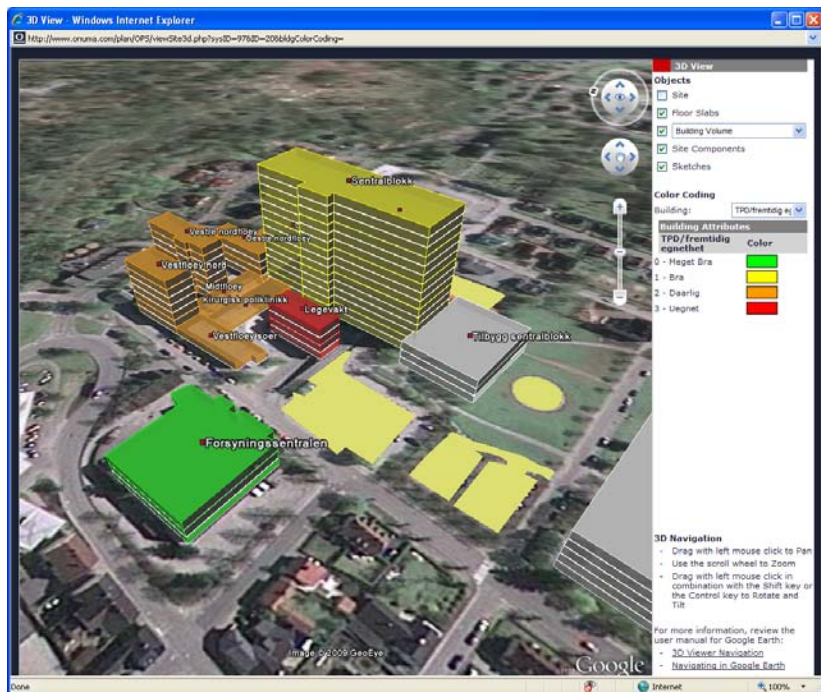 3D View - Windows Internet Explorer
http://www.onuma.com/plan/OPS/viewSite3d.php?sysID=97&ID=20&bldgColorCoding=
3D View
Objects
Site
Floor Slabs
Building Volume
Site Components
Sketches
Color Coding
Building: TPD/fremtidig eg
Building Attributes
TPD/fremtidig egnethet
Color
0 - Meget Bra
1 - Bra
2 - Daarlig
3 - Uegnet
Sentralblokk
Vestle nordfloey
Oestle nordfloey
Vestfloey nord
Midtfloey
Kirurgisk poliklinikk
Legevakt
Vestfloey soer
Tilbygg sentralblokk
Forsyningssentralen
3D Navigation
- Drag with left mouse click to Pan
- Use the scroll wheel to Zoom
- Drag with left mouse click in
combination with the Shift key or
the Control key to Rotate and
Tilt
For more information, review the
user manual for Google Earth:
- 3D Viewer Navigation
- Navigating in Google Earth
Image © 2009 GeoEye
Google
Done
Internet
100%